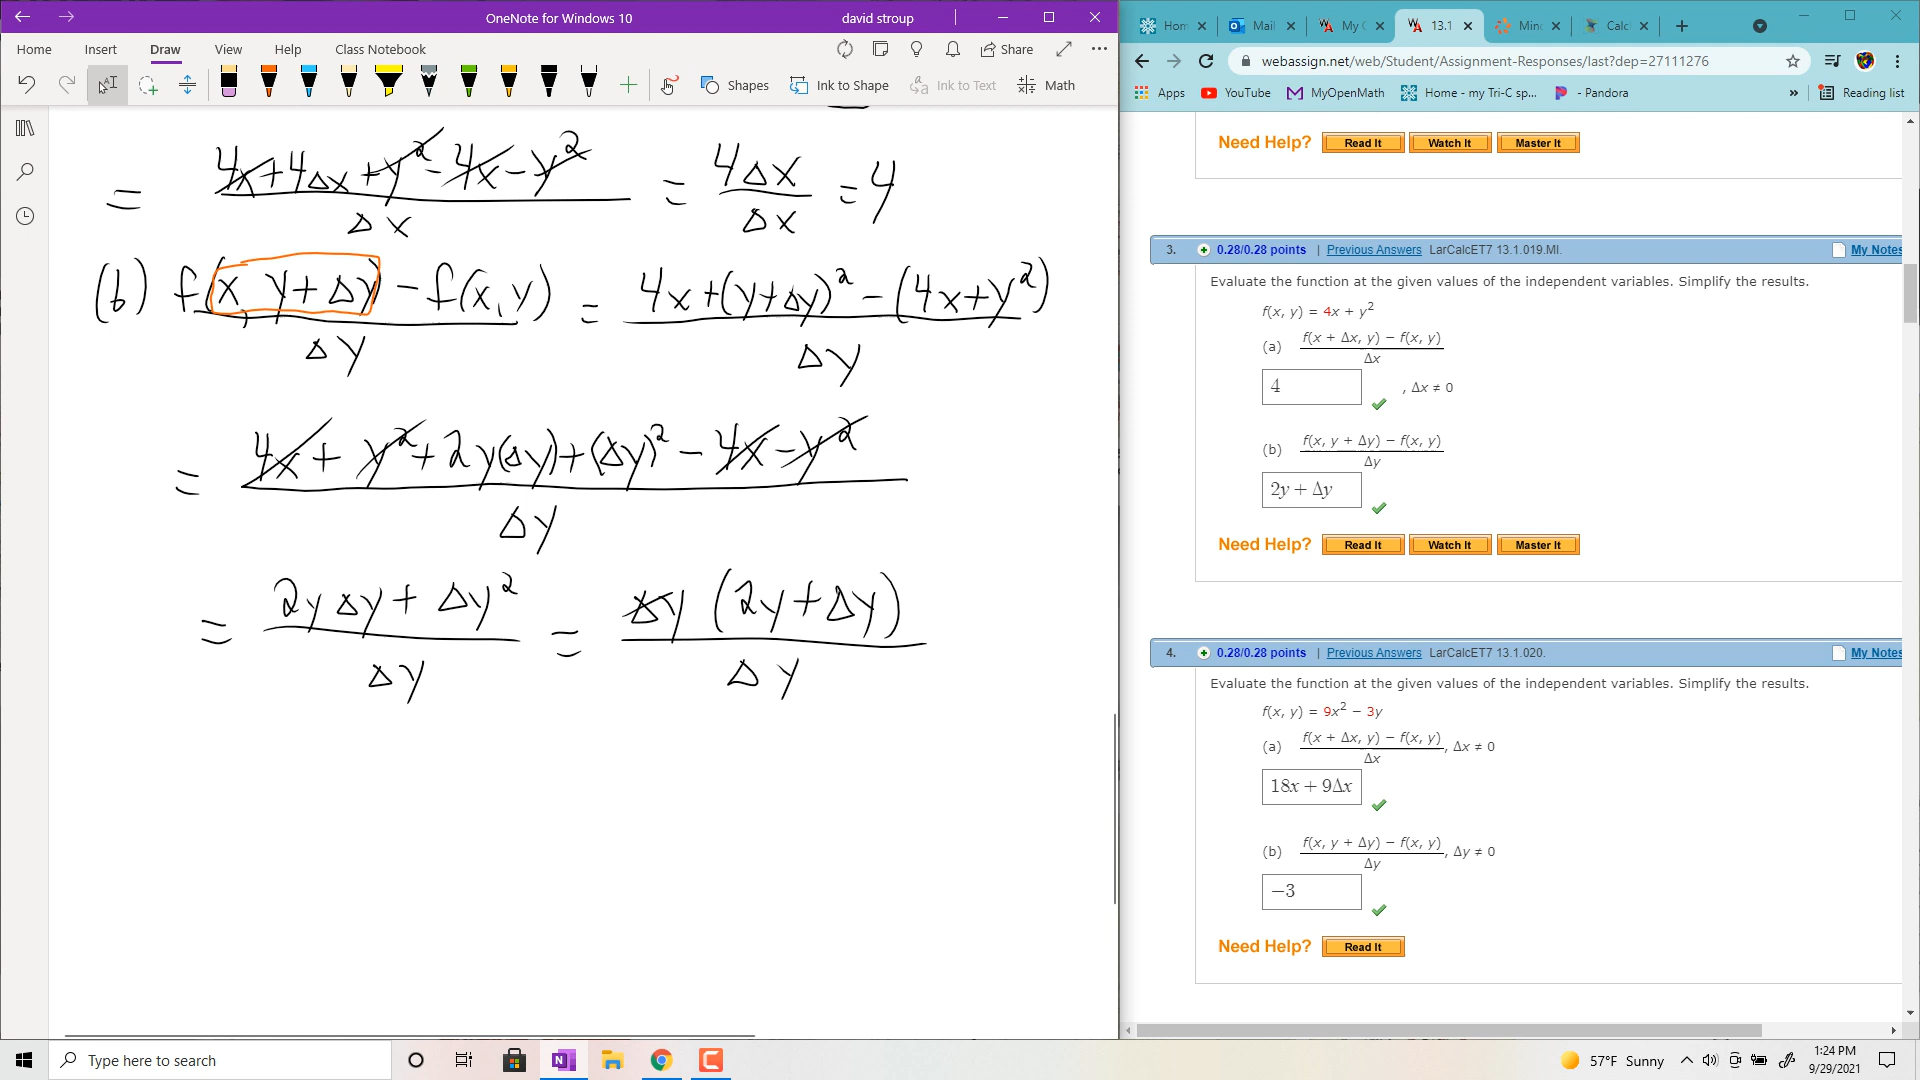 OneNote for Windows 10
david stroup
Home Insert Draw View Help Class Notebook
Share
Shapes Ink to Shape Ink to Text Math
= 4x+4Δx+y²-4x-y² / Δx = 4Δx / Δx = 4
(b) f(x, y+Δy) - f(x,y) / Δy = 4x+(y+Δy)² - (4x+y²) / Δy
= 4x + y² + 2y(Δy) + (Δy)² - 4x - y² / Δy
= 2yΔy + Δy² / Δy = Δy (2y+Δy) / Δy
Hom Mail My C 13.1 Minc Calc
webassign.net/web/Student/Assignment-Responses/last?dep=27111276
Apps YouTube MyOpenMath Home - my Tri-C sp... - Pandora » Reading list
Need Help? Read It Watch It Master It
3. 0.28/0.28 points | Previous Answers LarCalcET7 13.1.019.MI. My Notes
Evaluate the function at the given values of the independent variables. Simplify the results.
f(x, y) = 4x + y²
(a) f(x + Δx, y) − f(x, y) / Δx
4 , Δx ≠ 0
(b) f(x, y + Δy) − f(x, y) / Δy
2y + Δy
Need Help? Read It Watch It Master It
4. 0.28/0.28 points | Previous Answers LarCalcET7 13.1.020. My Notes
Evaluate the function at the given values of the independent variables. Simplify the results.
f(x, y) = 9x² − 3y
(a) f(x + Δx, y) − f(x, y) / Δx , Δx ≠ 0
18x + 9Δx
(b) f(x, y + Δy) − f(x, y) / Δy , Δy ≠ 0
−3
Need Help? Read It
Type here to search
57°F Sunny
1:24 PM
9/29/2021